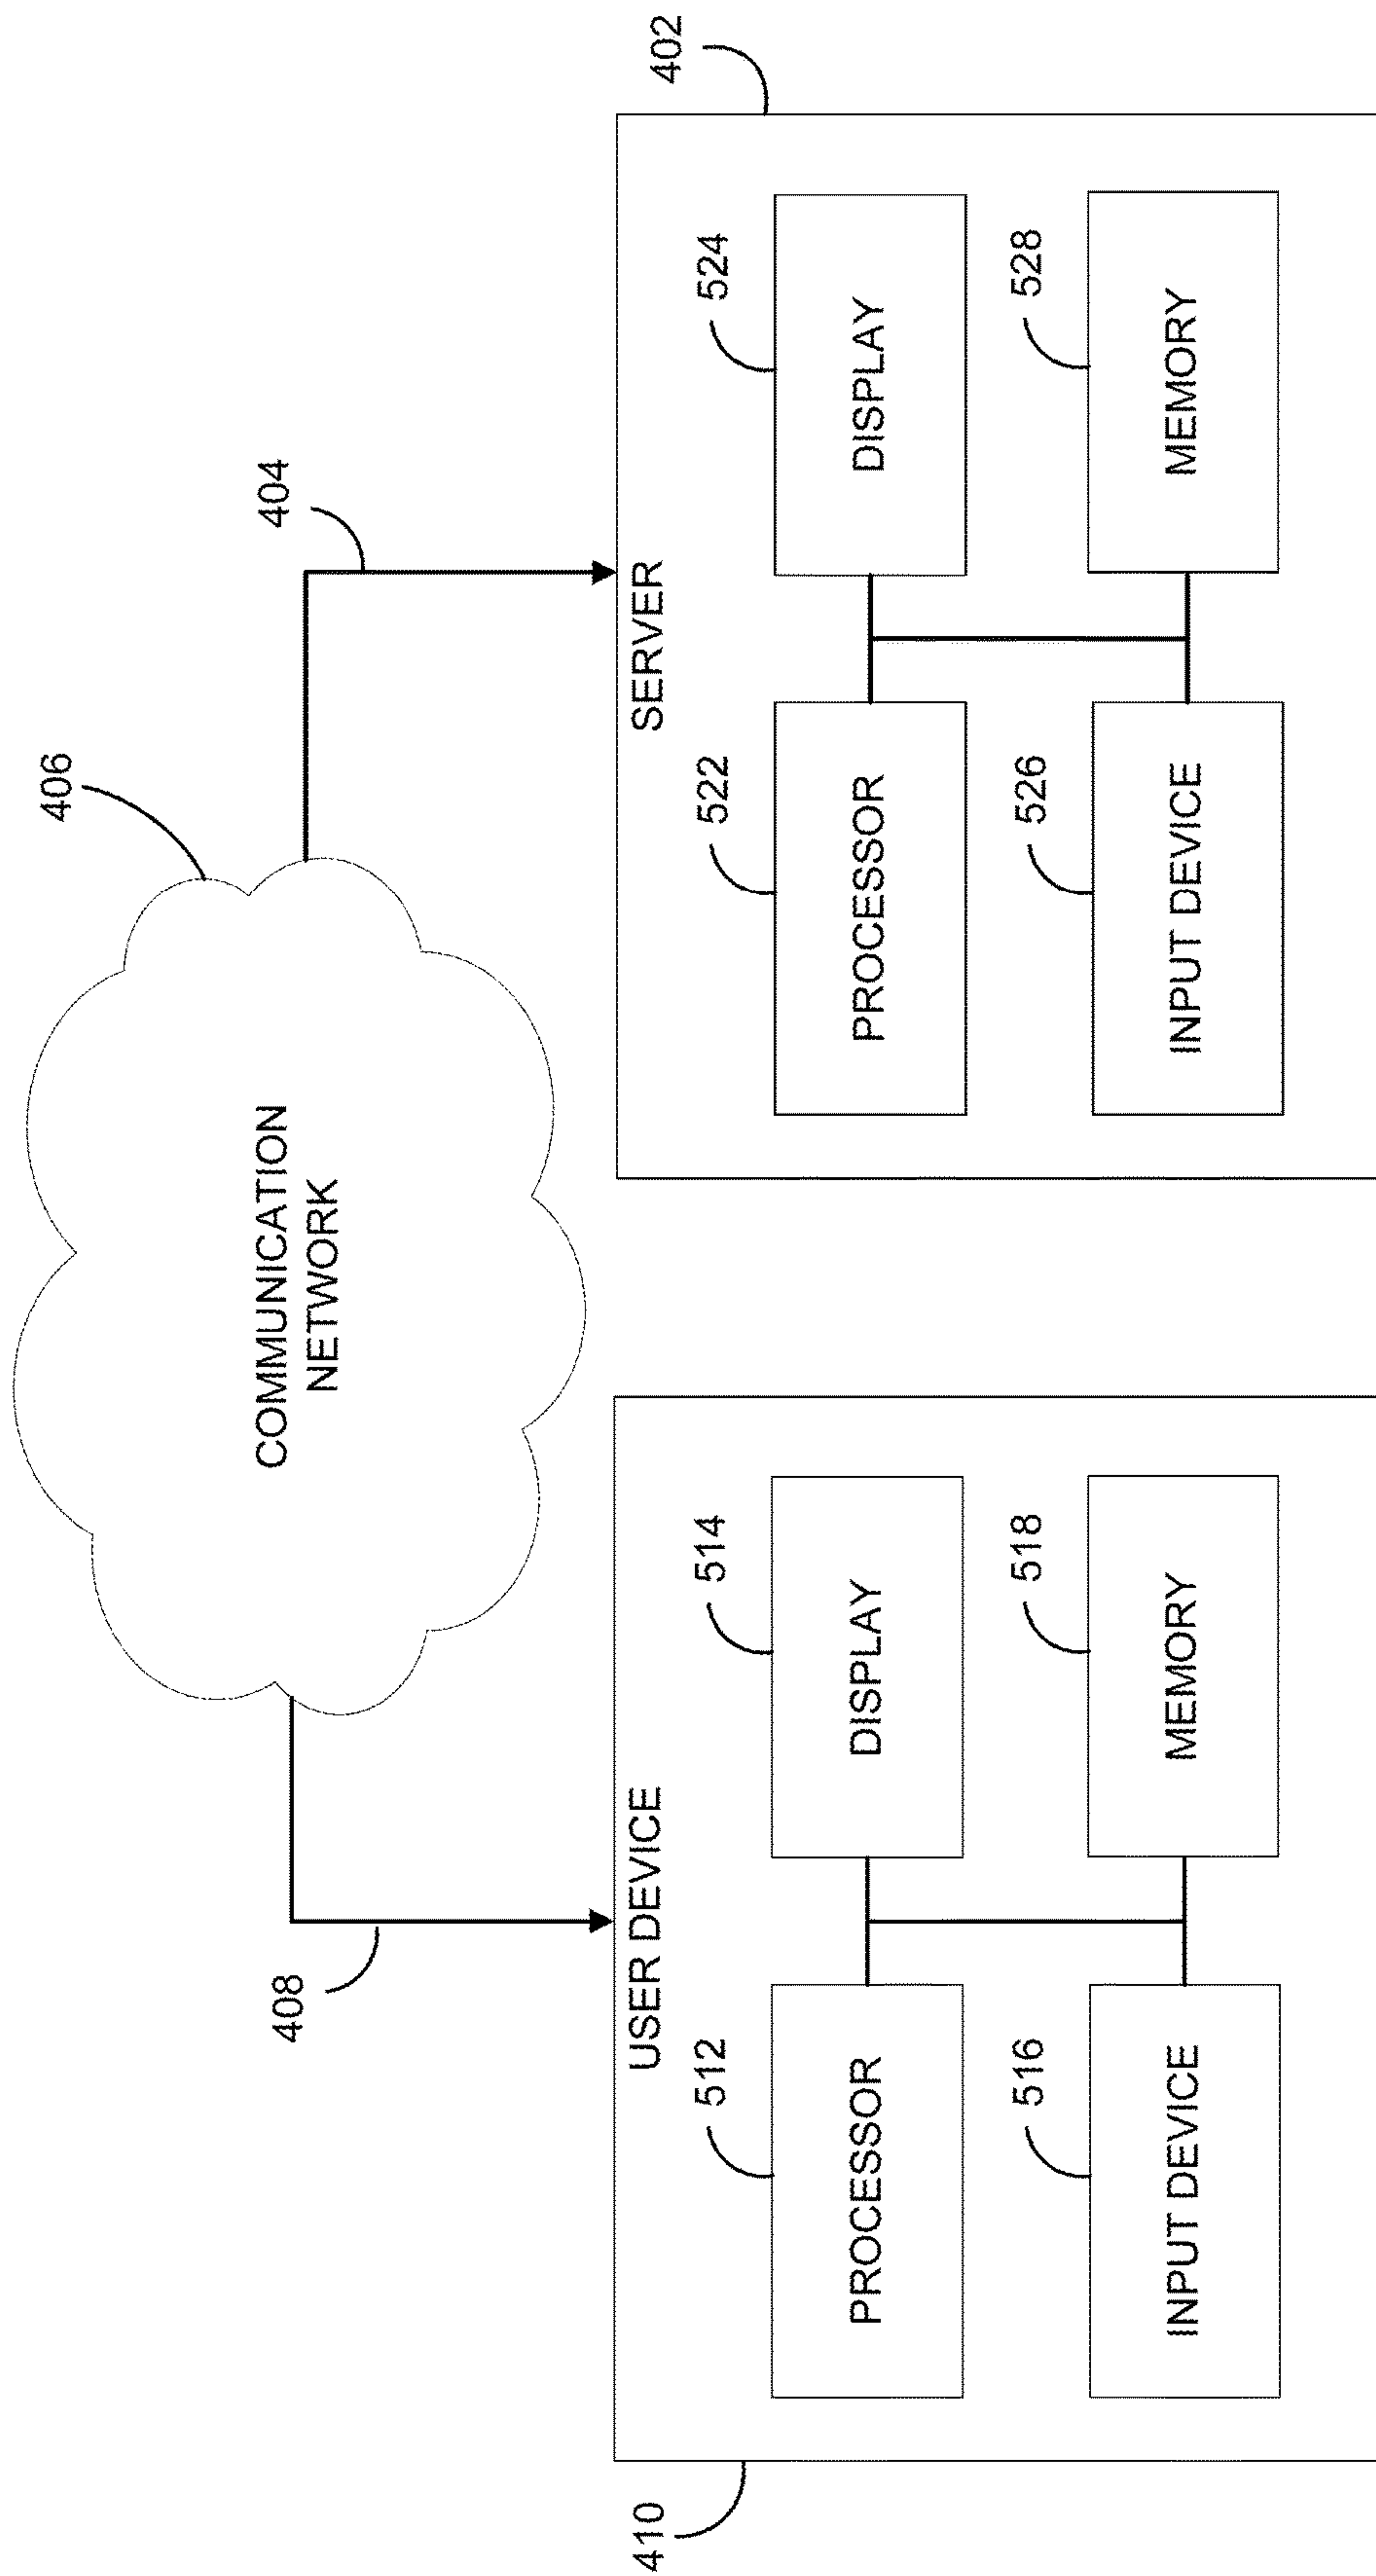 406
COMMUNICATION
NETWORK
408
404
410
USER DEVICE
512
PROCESSOR
514
DISPLAY
516
INPUT DEVICE
518
MEMORY
402
SERVER
522
PROCESSOR
524
DISPLAY
526
INPUT DEVICE
528
MEMORY